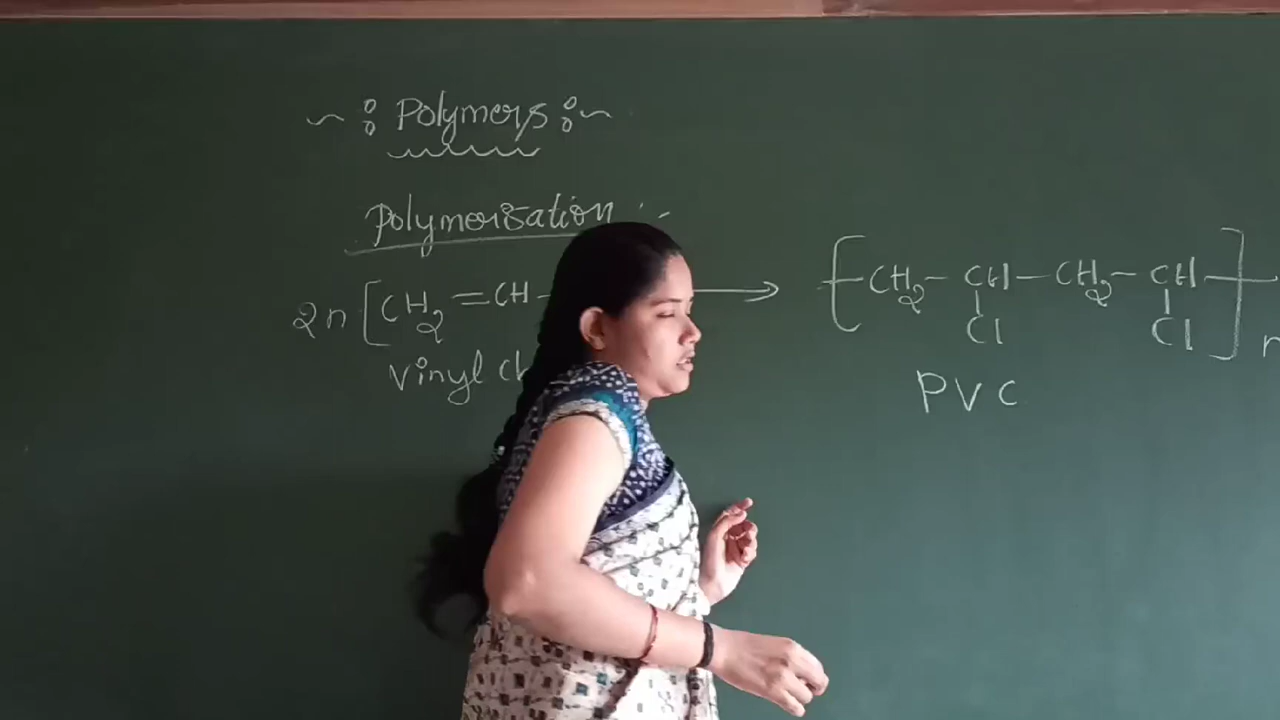 ~ : Polymers : ~
Polymerisation :-
2n [ CH₂ = CH - ⟶ [ - CH₂ - CH - CH₂ - CH - ] n
Cl Cl
Vinyl
PVC